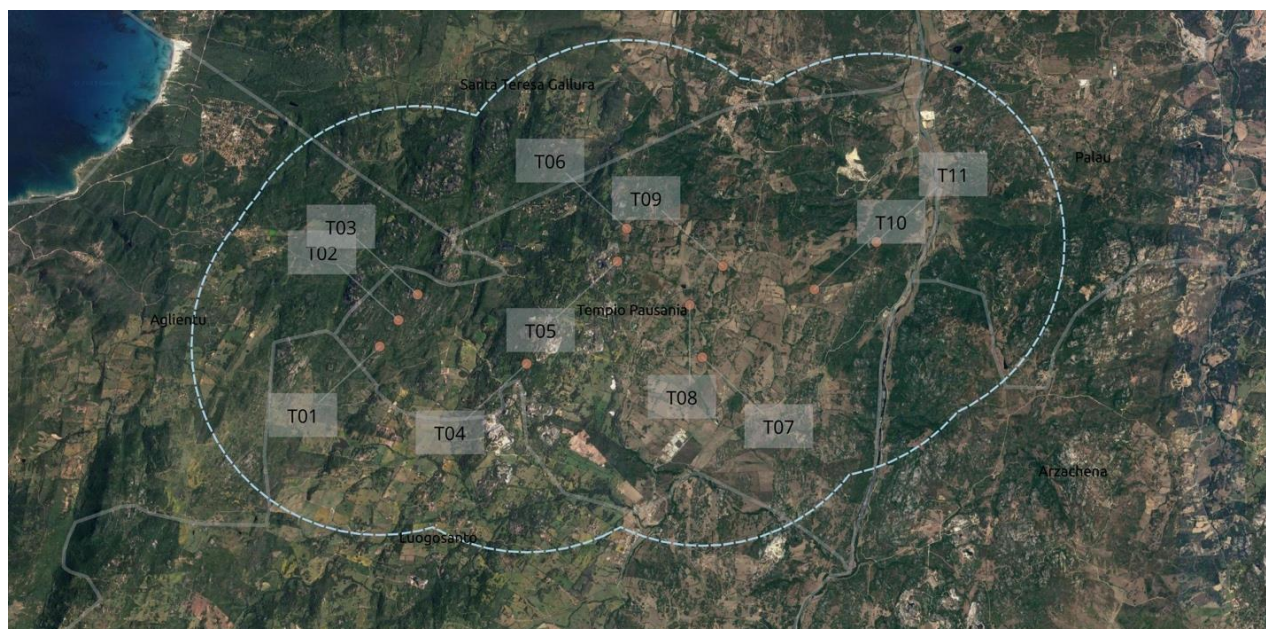 Santa Teresa Gallura
T06
Palau
T11
T09
T03
T10
T02
Tempio Pausania
Aglientu
T05
T08
T01
T07
T04
Arzachena
Luogosanto